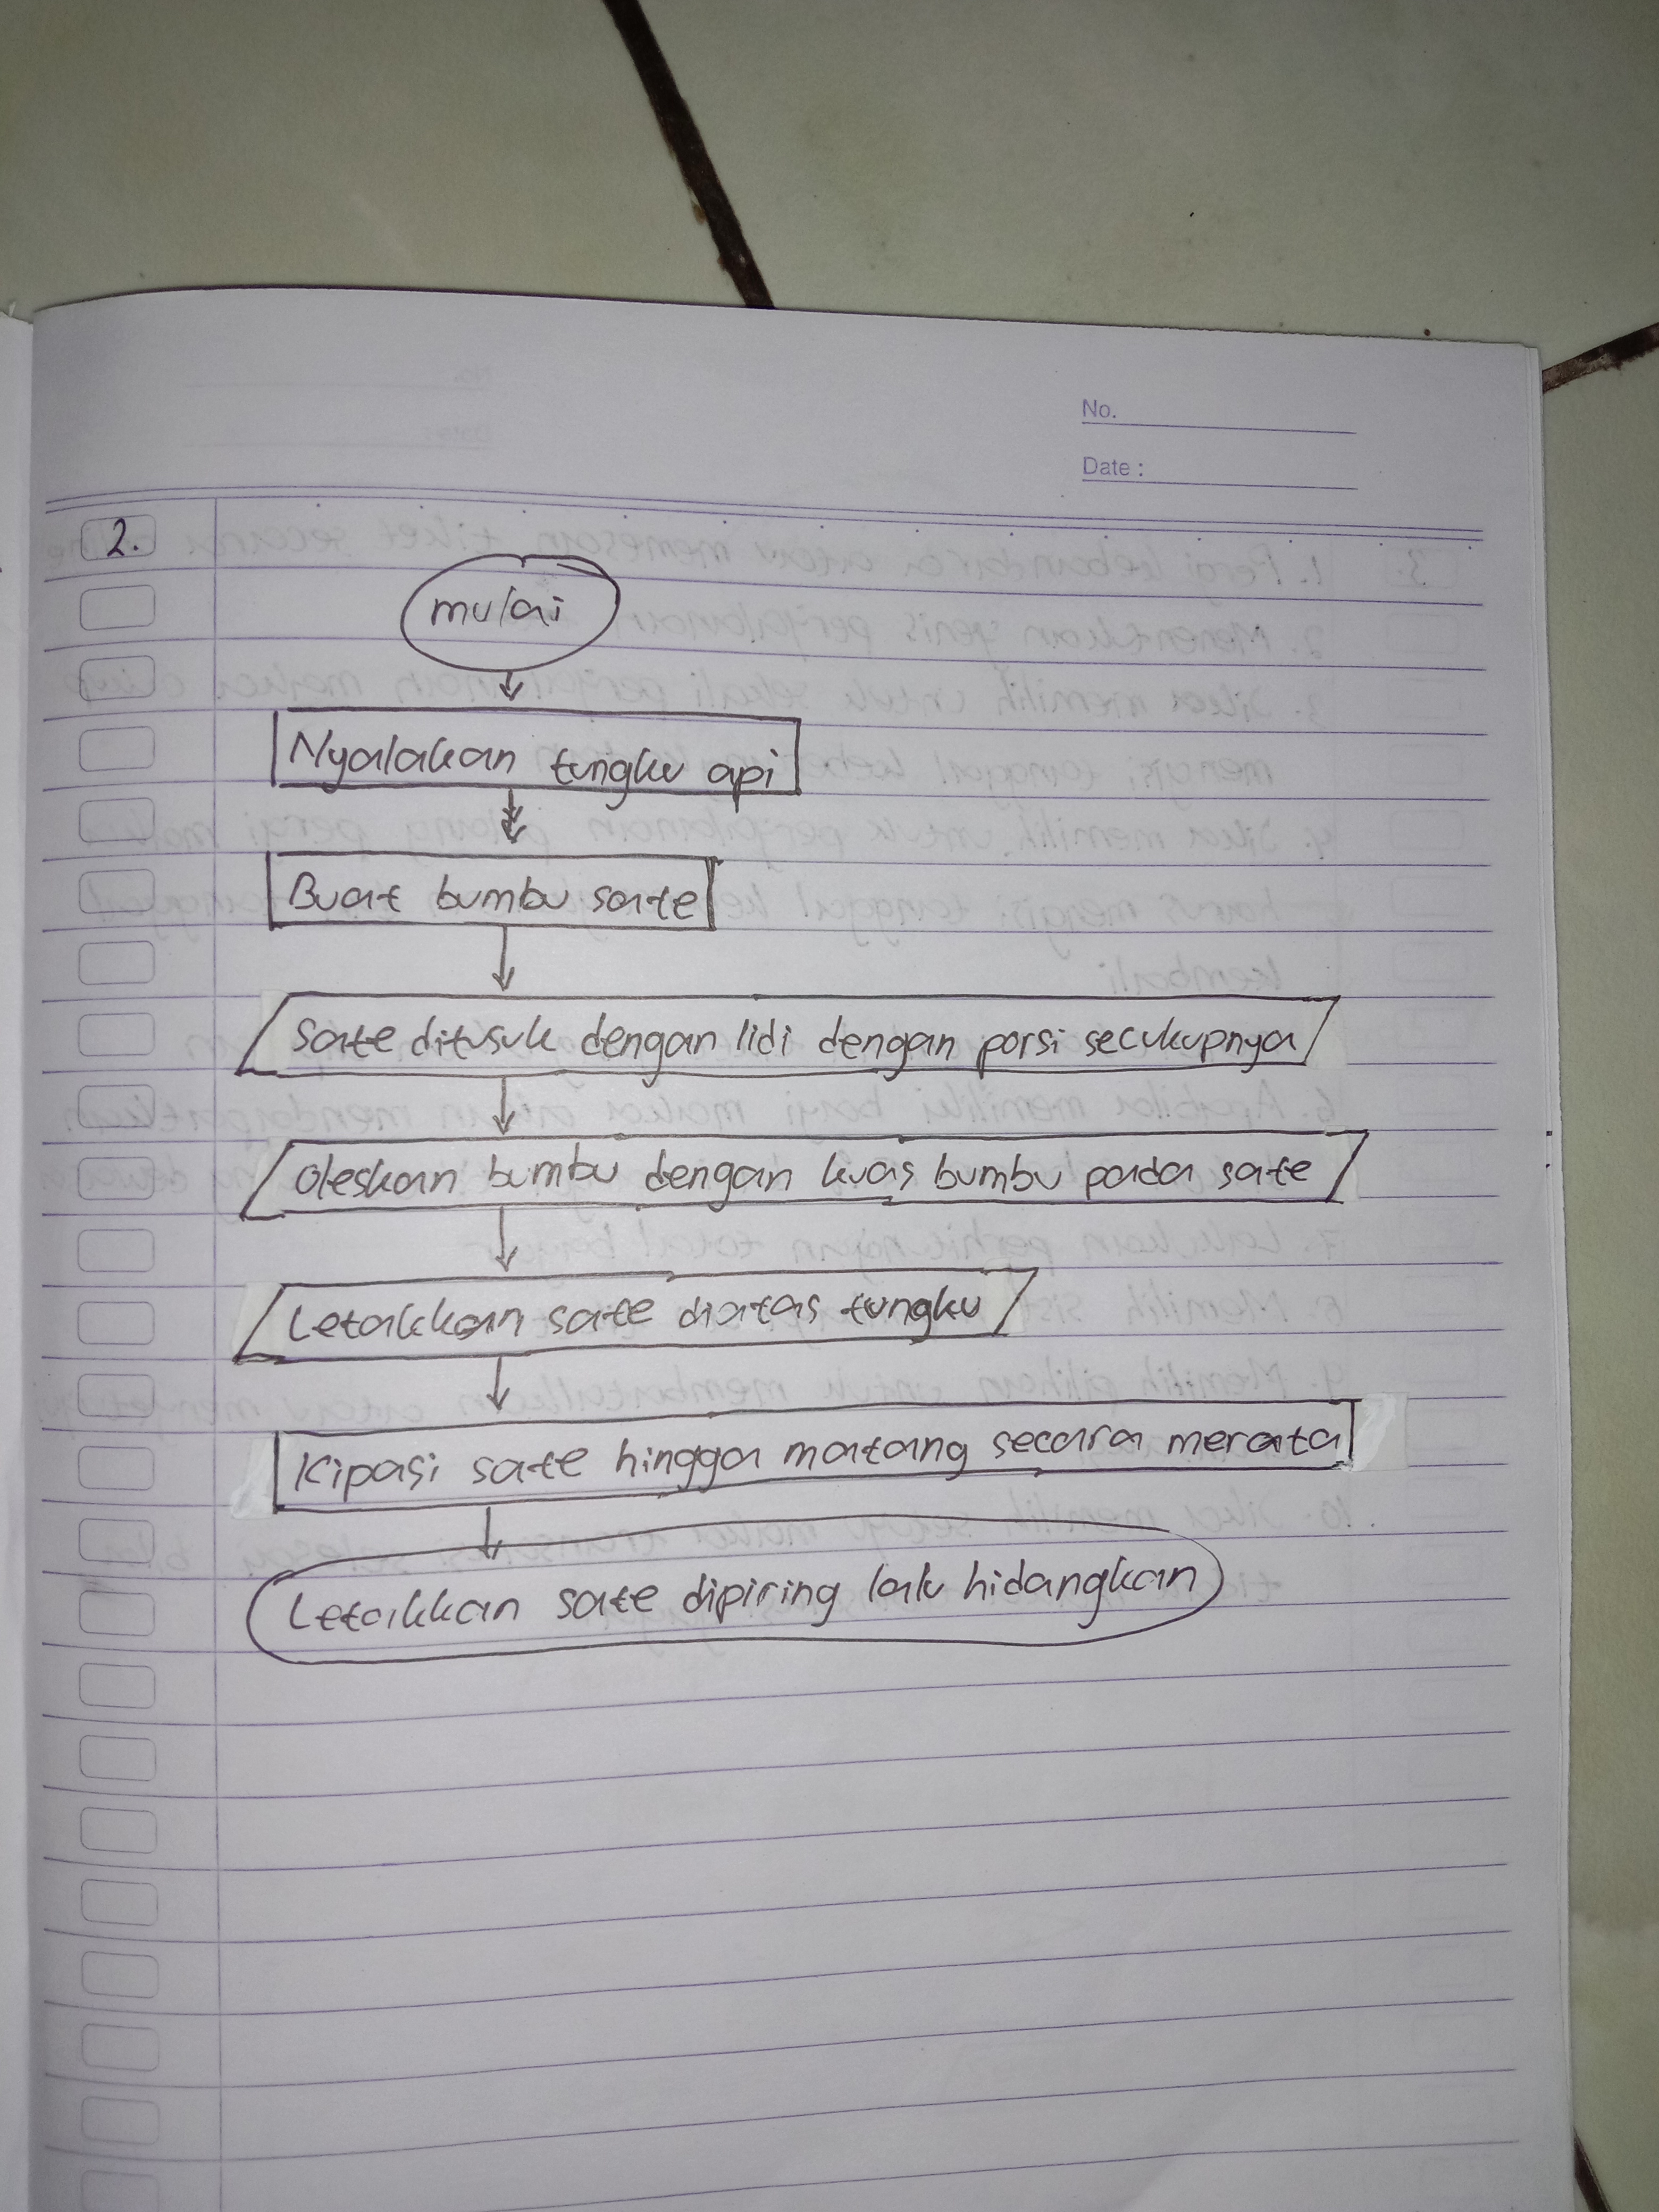 No.
Date :
2.
mulai
Nyalakan tungku api
Buat bumbu sate
Sate ditusuk dengan lidi dengan porsi secukupnya
Oleskan bumbu dengan kuas bumbu pada sate
Letakkan sate diatas tungku
Kipasi sate hingga matang secara merata
Letakkan sate dipiring lalu hidangkan